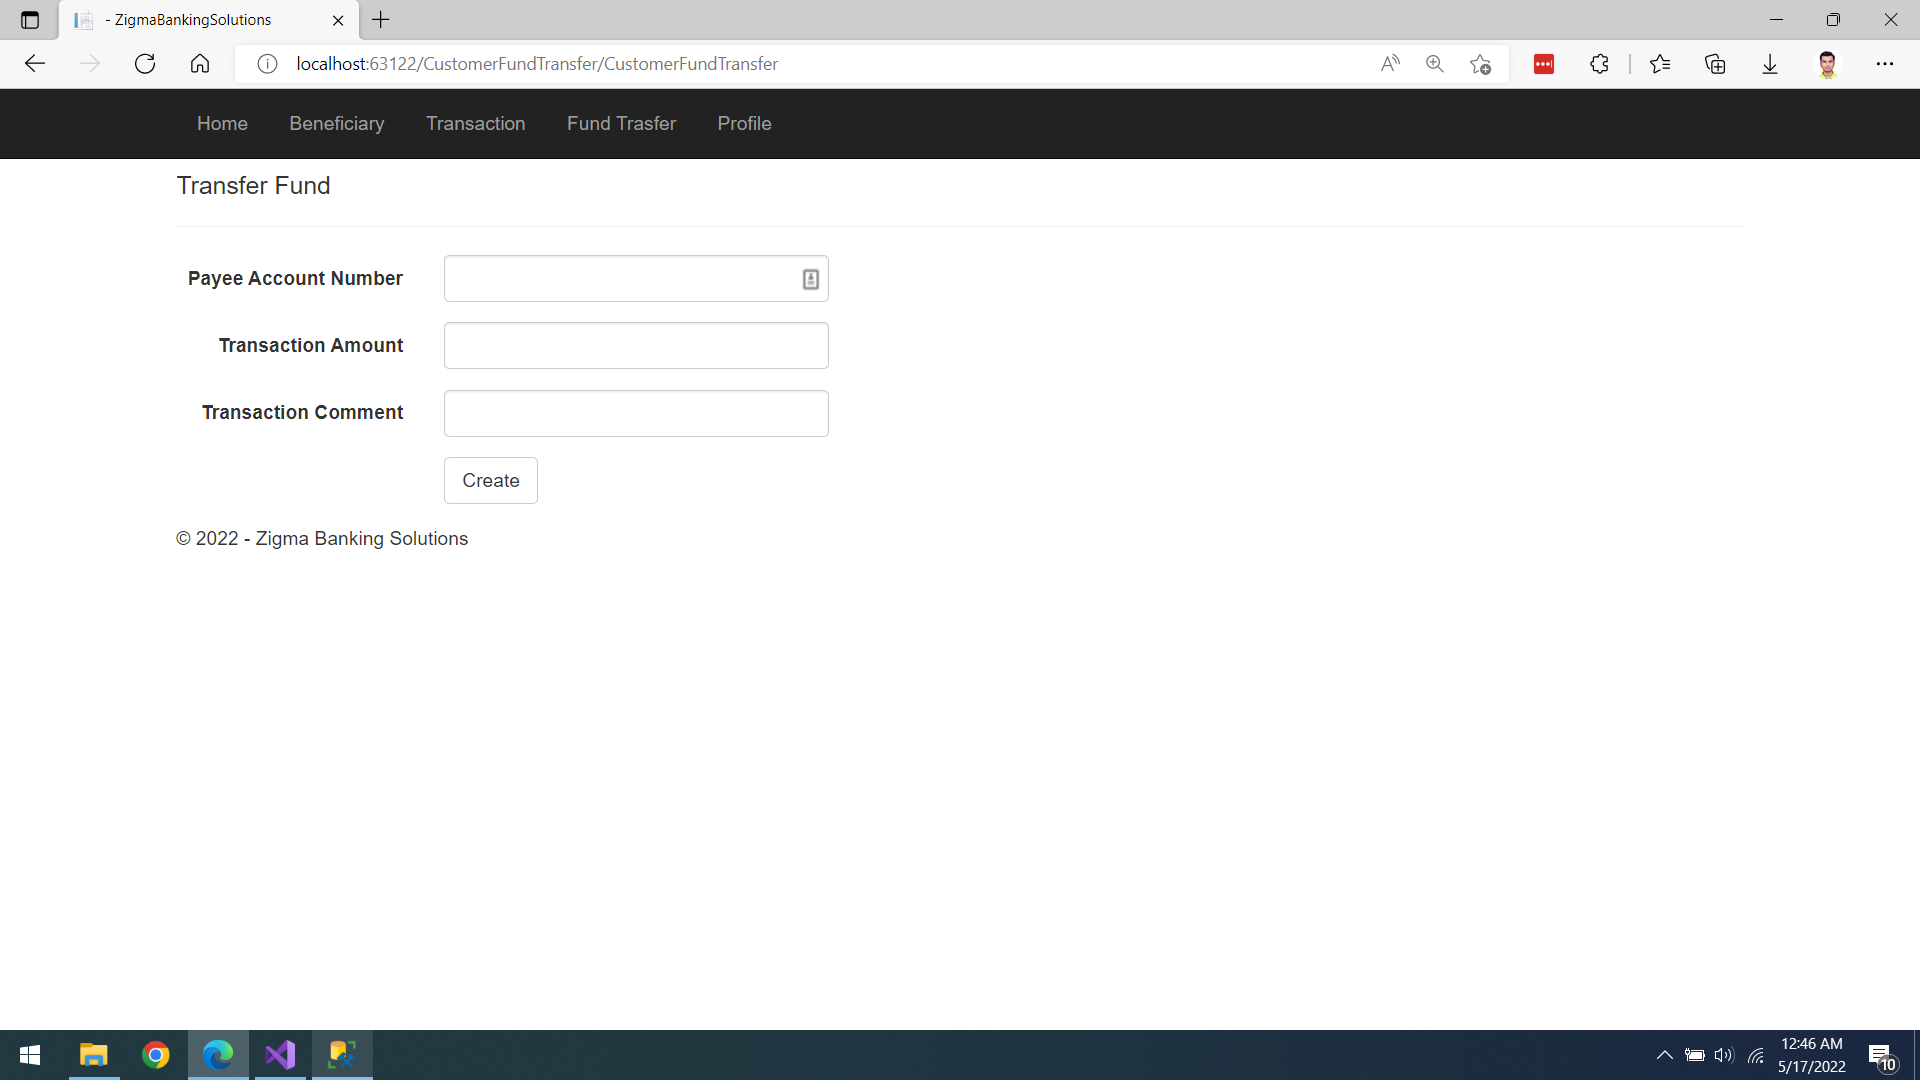 - ZigmaBankingSolutions
localhost:63122/CustomerFundTransfer/CustomerFundTransfer
Home Beneficiary Transaction Fund Trasfer Profile
Transfer Fund
Payee Account Number
Transaction Amount
Transaction Comment
Create
© 2022 - Zigma Banking Solutions
12:46 AM
5/17/2022
10